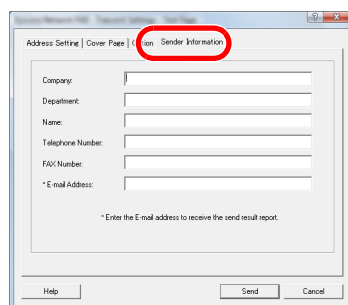 Address Setting
Cover Page
Sender Information
Company:
Department:
Name:
Telephone Number:
FAX Number:
* E-mail Address:
* Enter the E-mail address to receive the send result report.
Help
Send
Cancel